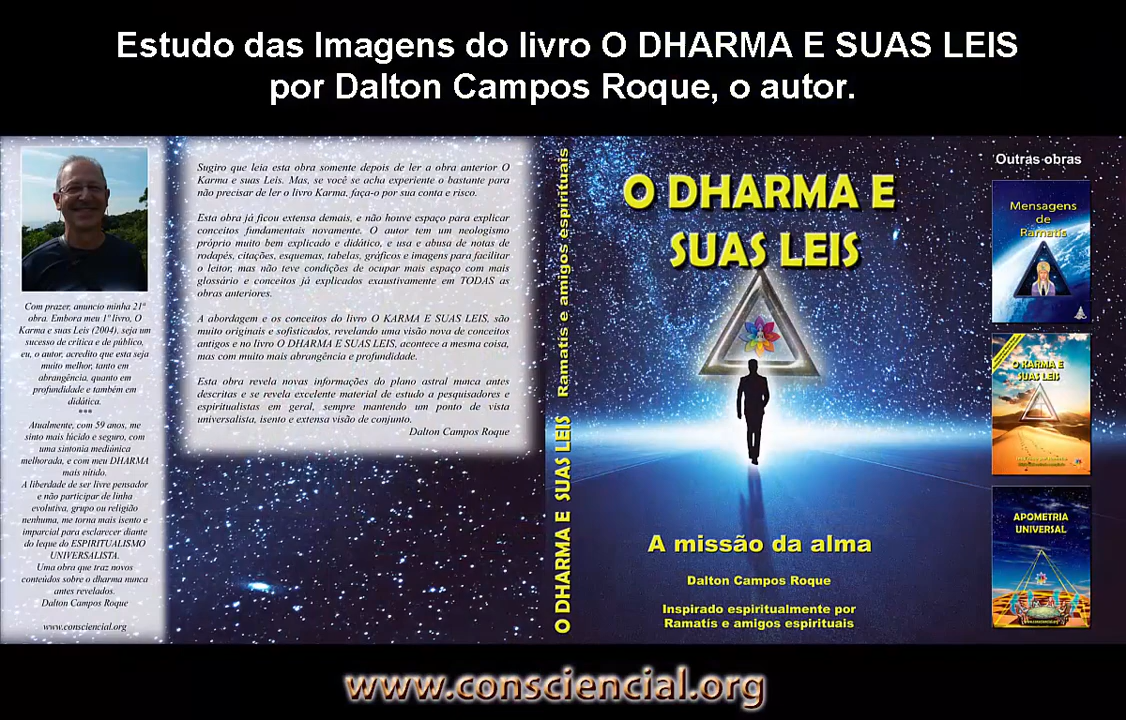 Estudo das Imagens do livro O DHARMA E SUAS LEIS
por Dalton Campos Roque, o autor.
Com prazer, anuncio minha 21ª
obra. Embora meu 1º livro, O
Karma e suas Leis (2004), seja um
sucesso de crítica e de público,
eu, o autor, acredito que esta seja
muito melhor, tanto em
abrangência, quanto em
profundidade e também em
didática.
***
Atualmente, com 59 anos, me
sinto mais lúcido e seguro, com
uma sintonia mediúnica
melhorada, e com meu DHARMA
mais nítido.
A liberdade de ser livre pensador
e não participar de linha
evolutiva, grupo ou religião
nenhuma, me torna mais isento e
imparcial para esclarecer diante
do leque do ESPIRITUALISMO
UNIVERSALISTA.
Uma obra que traz novos
conteúdos sobre o dharma nunca
antes revelados.
Dalton Campos Roque
www.consciencial.org
Sugiro que leia esta obra somente depois de ler a obra anterior O
Karma e suas Leis. Mas, se você se acha experiente o bastante para
não precisar de ler o livro Karma, faça-o por sua conta e risco.
Esta obra já ficou extensa demais, e não houve espaço para explicar
conceitos fundamentais novamente. O autor tem um neologismo
próprio muito bem explicado e didático, e usa e abusa de notas de
rodapés, citações, esquemas, tabelas, gráficos e imagens para facilitar
o leitor, mas não teve condições de ocupar mais espaço com mais
glossário e conceitos já explicados exaustivamente em TODAS as
obras anteriores.
A abordagem e os conceitos do livro O KARMA E SUAS LEIS, são
muito originais e sofisticados, revelando uma visão nova de conceitos
antigos e no livro O DHARMA E SUAS LEIS, acontece a mesma coisa,
mas com muito mais abrangência e profundidade.
Esta obra revela novas informações do plano astral nunca antes
descritas e se revela excelente material de estudo a pesquisadores e
espiritualistas em geral, sempre mantendo um ponto de vista
universalista, isento e extensa visão de conjunto.
Dalton Campos Roque
O DHARMA E SUAS LEIS Ramatís e amigos espirituais
O DHARMA E
SUAS LEIS
A missão da alma
Dalton Campos Roque
Inspirado espiritualmente por
Ramatís e amigos espirituais
Outras obras
Mensagens
de
Ramatís
O KARMA E
SUAS LEIS
APOMETRIA
UNIVERSAL
www.consciencial.org